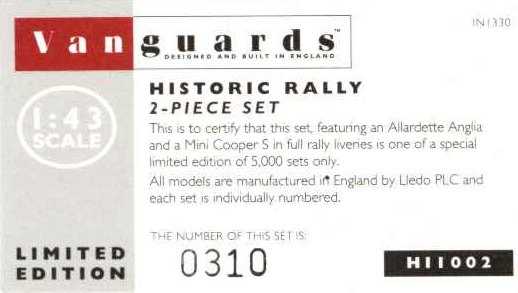 IN1330
Vanguards™
DESIGNED AND BUILT IN ENGLAND
1:43
SCALE
HISTORIC RALLY
2-PIECE SET
This is to certify that this set, featuring an Allardette Anglia
and a Mini Cooper S in full rally liveries is one of a special
limited edition of 5,000 sets only.
All models are manufactured in England by Lledo PLC and
each set is individually numbered.
THE NUMBER OF THIS SET IS:
0310
LIMITED
EDITION
H11002